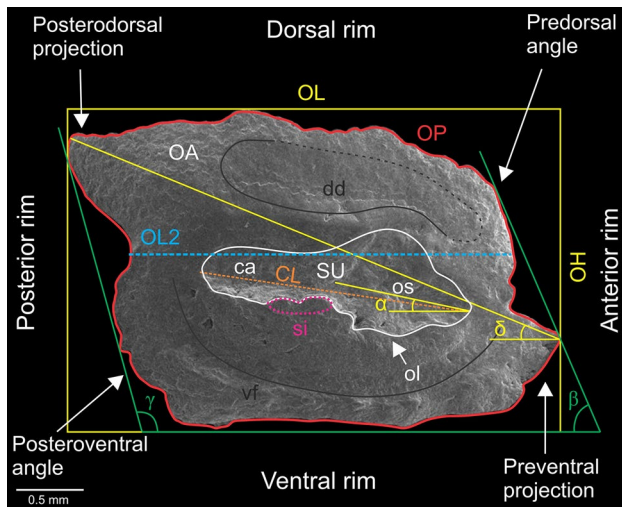 Posterodorsal
projection
Dorsal rim
Predorsal
angle
OL
OP
OA
dd
Posterior rim
OL2
OH
Anterior rim
ca
SU
CL
os
α
si
δ
ol
vf
γ
β
Posteroventral
angle
Ventral rim
Preventral
projection
0.5 mm